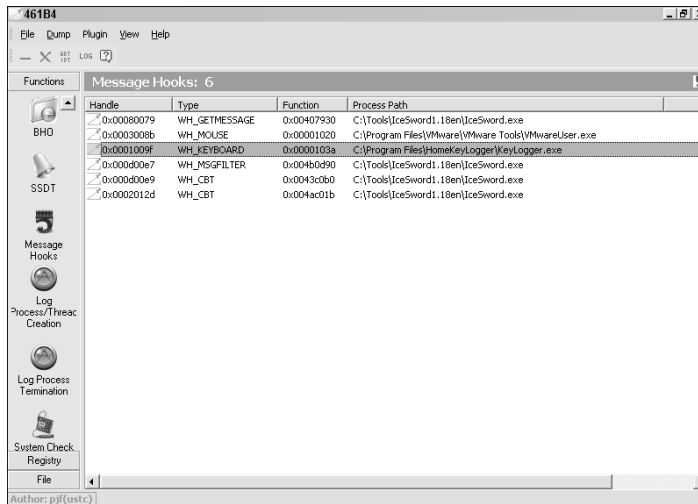 461B4
File Dump Plugin View Help
GDT IDT LOG
Functions
Message Hooks: 6
BHO
SSDT
Message Hooks
Log Process/Threac Creation
Log Process Termination
System Check
Registry
File
Handle Type Function Process Path
0x00080079 WH_GETMESSAGE 0x00407930 C:\Tools\IceSword1.18en\IceSword.exe
0x0003008b WH_MOUSE 0x00001020 C:\Program Files\VMware\VMware Tools\VMwareUser.exe
0x0001009f WH_KEYBOARD 0x0000103a C:\Program Files\HomeKeyLogger\KeyLogger.exe
0x000d00e7 WH_MSGFILTER 0x004b0d90 C:\Tools\IceSword1.18en\IceSword.exe
0x000d00e9 WH_CBT 0x0043c0b0 C:\Tools\IceSword1.18en\IceSword.exe
0x0002012d WH_CBT 0x004ac01b C:\Tools\IceSword1.18en\IceSword.exe
Author: pjf(ustc)